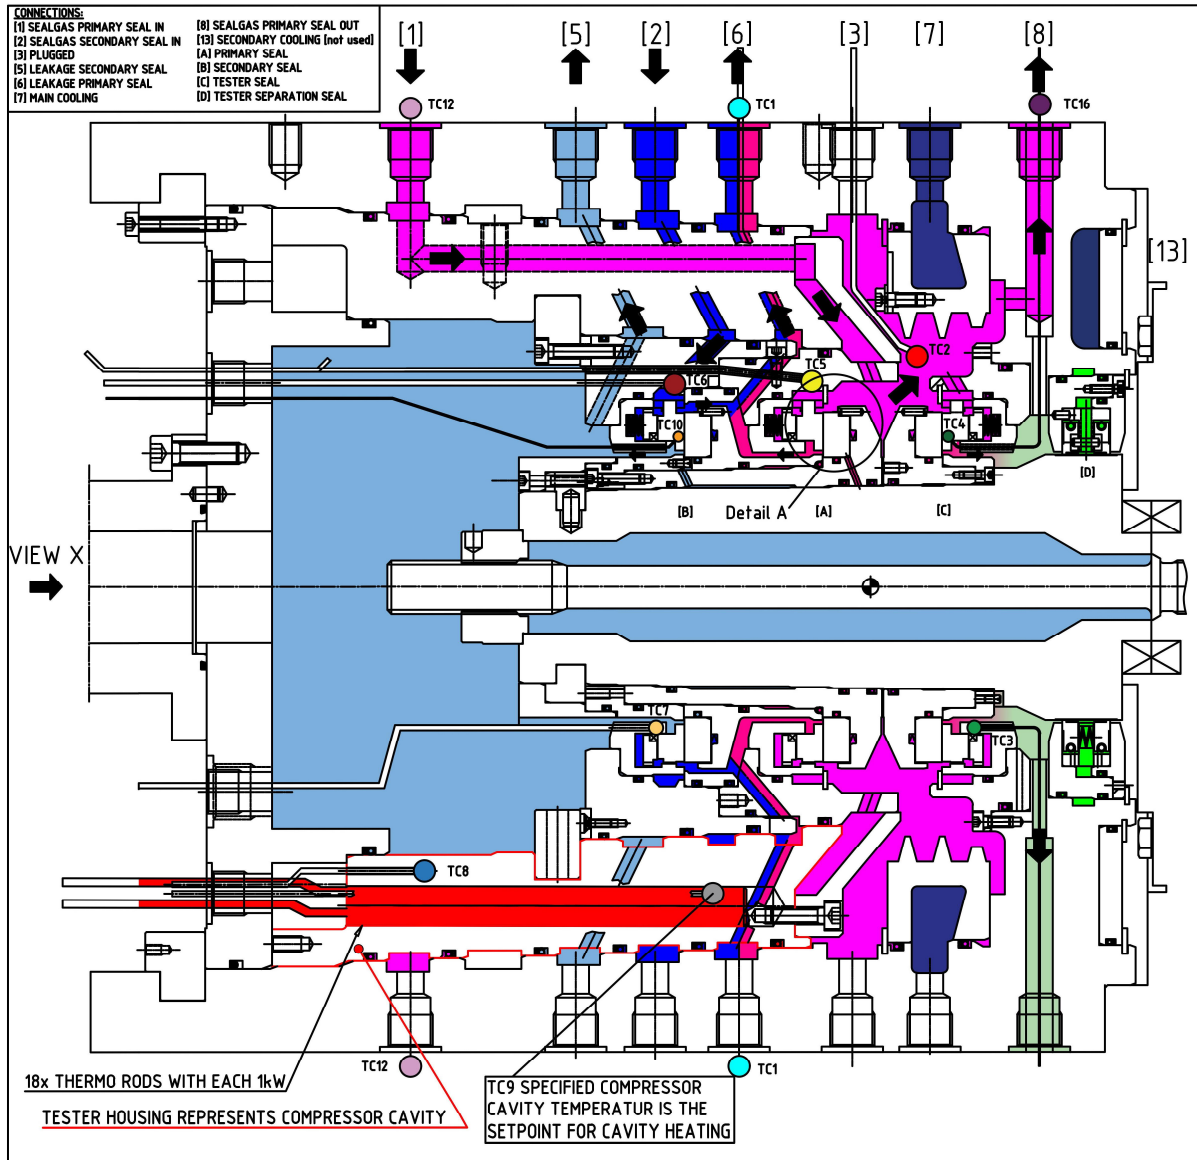 CONNECTIONS:
[1] SEALGAS PRIMARY SEAL IN
[2] SEALGAS SECONDARY SEAL IN
[3] PLUGGED
[5] LEAKAGE SECONDARY SEAL
[6] LEAKAGE PRIMARY SEAL
[7] MAIN COOLING
[8] SEALGAS PRIMARY SEAL OUT
[13] SECONDARY COOLING [not used]
[A] PRIMARY SEAL
[B] SECONDARY SEAL
[C] TESTER SEAL
[D] TESTER SEPARATION SEAL
[1] [5] [2] [6] [3] [7] [8]
TC12 TC1 TC16
[13]
TC2
TC6 TC5
TC10 TC4
[D]
[B] Detail A [A] [C]
VIEW X
TC7 TC3
TC8
TC12 TC1
18x THERMO RODS WITH EACH 1kW
TESTER HOUSING REPRESENTS COMPRESSOR CAVITY
TC9 SPECIFIED COMPRESSOR
CAVITY TEMPERATUR IS THE
SETPOINT FOR CAVITY HEATING